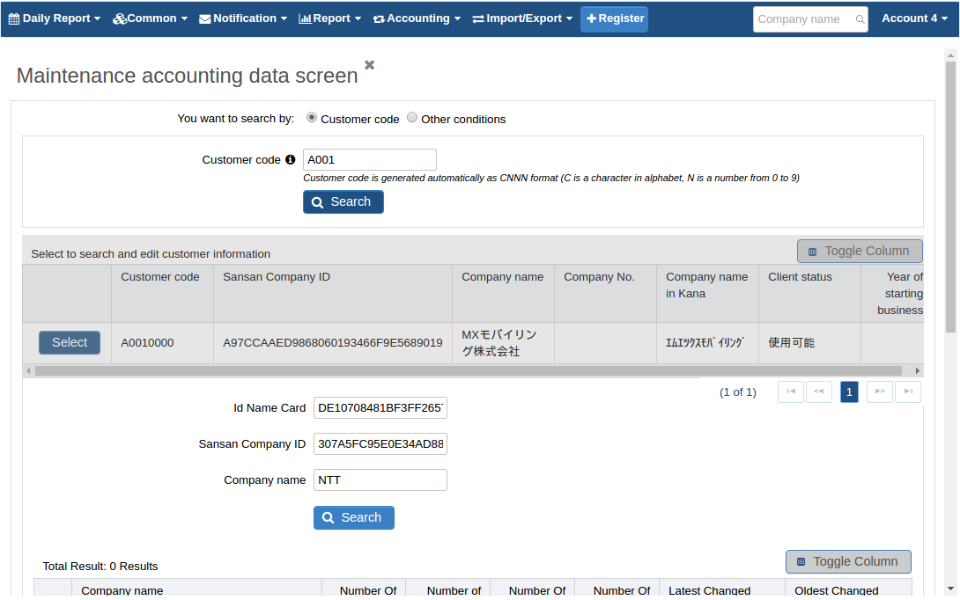 Daily Report Common Notification Report Accounting Import/Export Register Company name Account 4
Maintenance accounting data screen
You want to search by: Customer code Other conditions
Customer code A001
Customer code is generated automatically as CNNN format (C is a character in alphabet, N is a number from 0 to 9)
Search
Select to search and edit customer information Toggle Column
Customer code Sansan Company ID Company name Company No. Company name Client status Year of
in Kana starting
business
Select A0010000 A97CCAAED9868060193466F9E5689019 MXモバイリン ｴﾑｴｯｸｽﾓﾊﾞｲﾘﾝｸﾞ 使用可能
グ株式会社
(1 of 1) 1
Id Name Card DE10708481BF3FF265
Sansan Company ID 307A5FC95E0E34AD88
Company name NTT
Search
Total Result: 0 Results Toggle Column
Company name Number Of Number of Number Of Number Of Latest Changed Oldest Changed